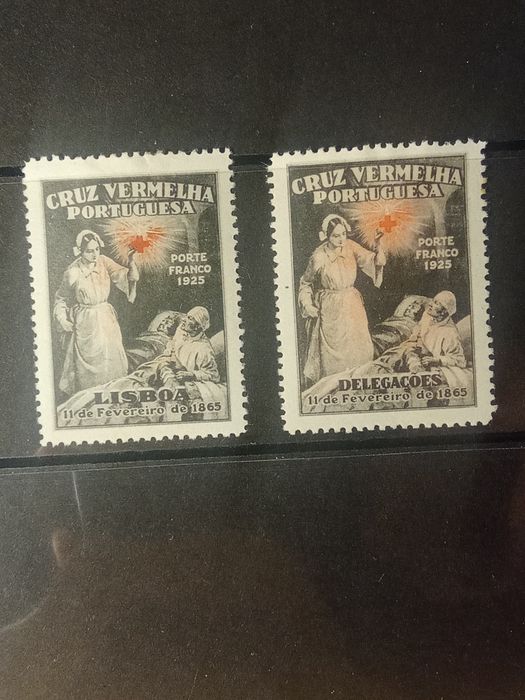 CRUZ VERMELHA
PORTUGUESA
PORTE
FRANCO
1925
LISBOA
11 de Fevereiro de 1865
CRUZ VERMELHA
PORTUGUESA
PORTE
FRANCO
1925
DELEGAÇOES
11 de Fevereiro de 1865